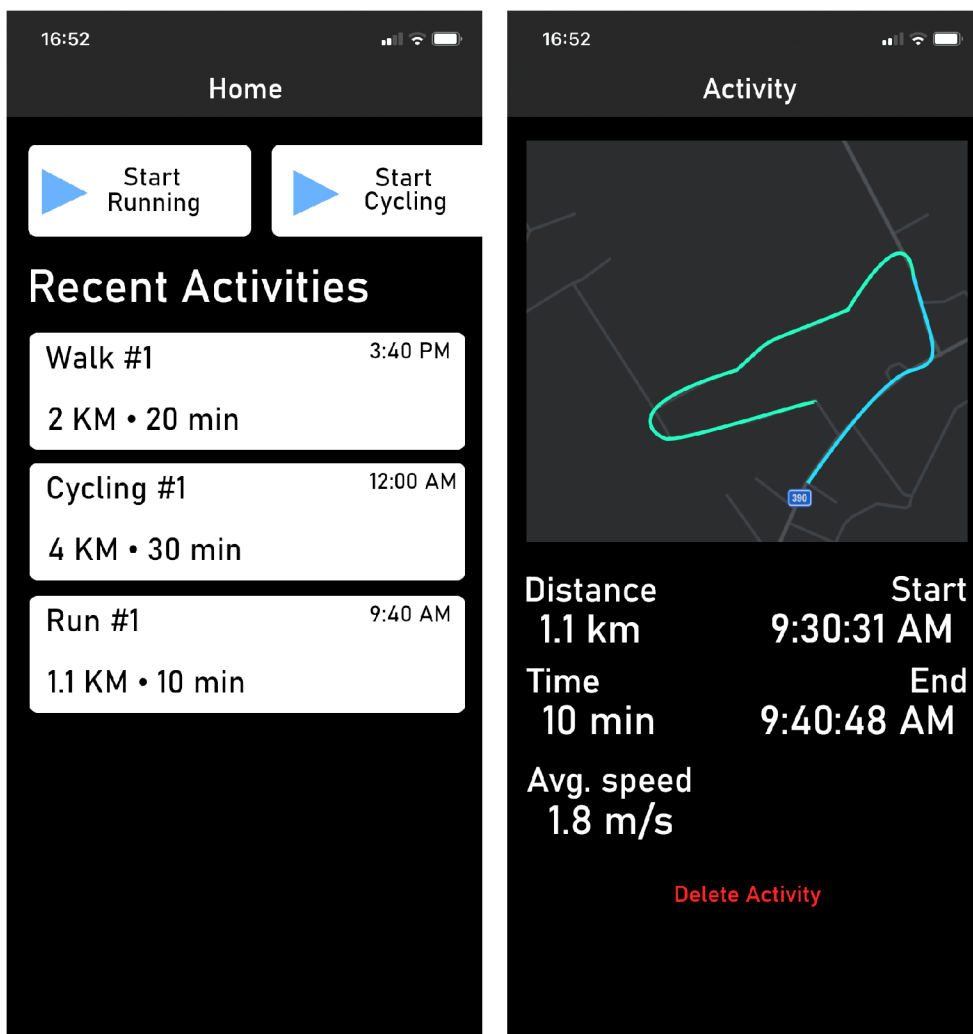 16:52
Home
Start
Running
Start
Cycling
Recent Activities
Walk #1
3:40 PM
2 KM • 20 min
Cycling #1
12:00 AM
4 KM • 30 min
Run #1
9:40 AM
1.1 KM • 10 min
16:52
Activity
390
Distance
Start
1.1 km
9:30:31 AM
Time
End
10 min
9:40:48 AM
Avg. speed
1.8 m/s
Delete Activity